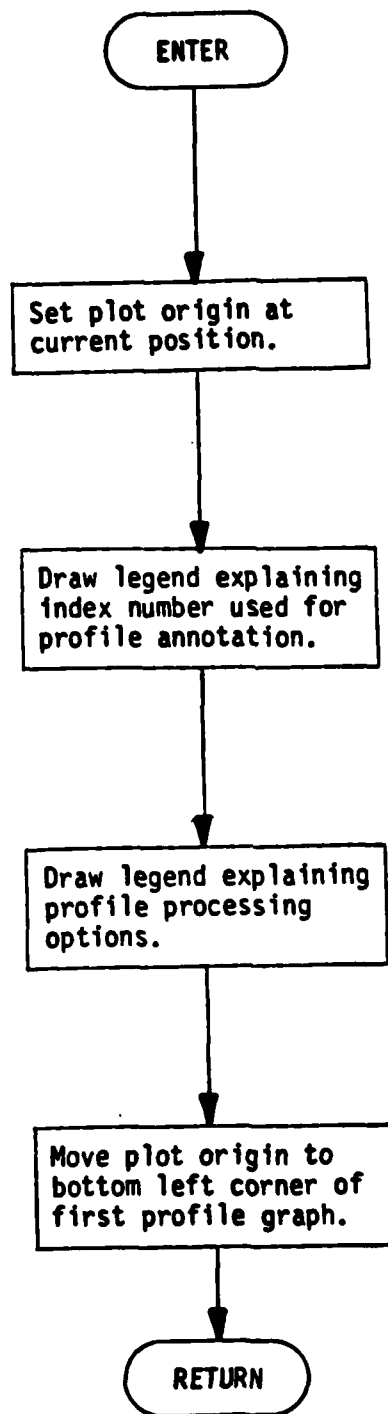 ENTER
Set plot origin at
current position.
Draw legend explaining
index number used for
profile annotation.
Draw legend explaining
profile processing
options.
Move plot origin to
bottom left corner of
first profile graph.
RETURN